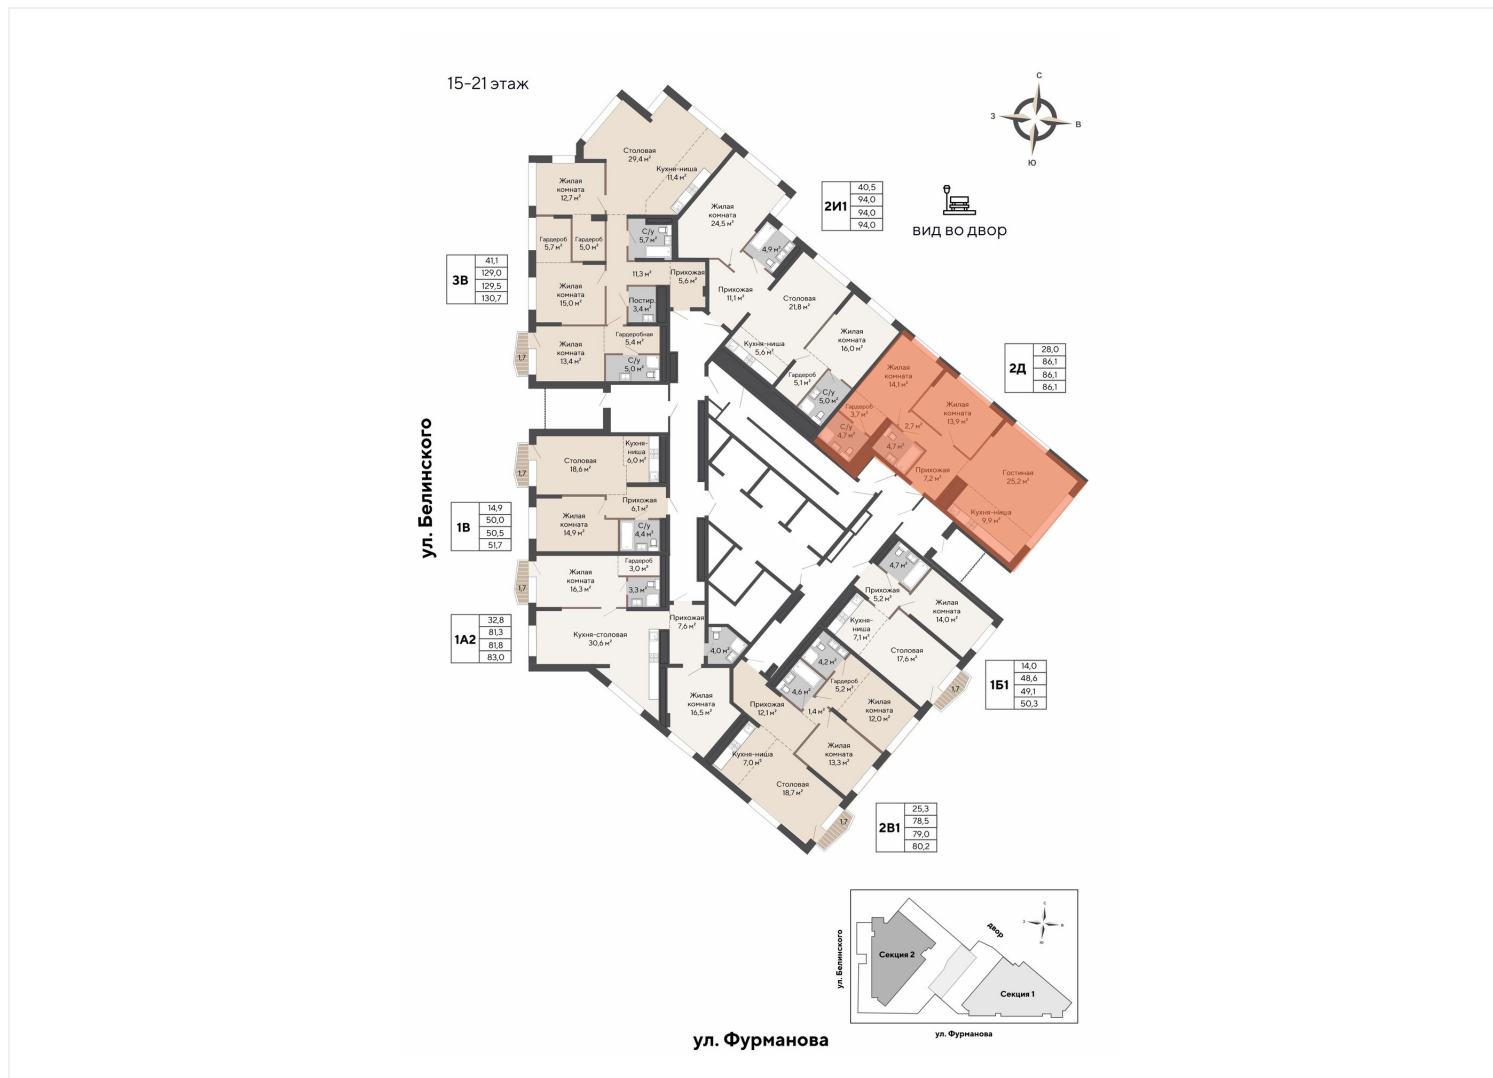 15-21 этаж
С
З
В
Ю
Столовая
29,4 м²
Кухня-ниша
11,4 м²
Жилая
комната
12,7 м²
Гардероб
5,7 м²
Гардероб
5,0 м²
С/у
5,7 м²
11,3 м²
Прихожая
5,6 м²
Жилая
комната
15,0 м²
Постир.
3,4 м²
Гардеробная
5,4 м²
Жилая
комната
13,4 м²
С/у
5,0 м²
1,7
3В
41,1
129,0
129,5
130,7
Жилая
комната
24,5 м²
4,9 м²
Прихожая
11,1 м²
Столовая
21,8 м²
Кухня-ниша
5,6 м²
Жилая
комната
16,0 м²
Гардероб
5,1 м²
С/у
5,0 м²
2И1
40,5
94,0
94,0
94,0
вид во двор
Жилая
комната
14,1 м²
Гардероб
3,7 м²
С/у
4,7 м²
Жилая
комната
13,9 м²
2,7 м²
4,7 м²
Прихожая
7,2 м²
Гостиная
25,2 м²
Кухня-ниша
9,9 м²
2Д
28,0
86,1
86,1
86,1
ул. Белинского
Столовая
18,6 м²
Кухня-
ниша
6,0 м²
1,7
Прихожая
6,1 м²
Жилая
комната
14,9 м²
С/у
4,4 м²
1В
14,9
50,0
50,5
51,7
Жилая
комната
16,3 м²
Гардероб
3,0 м²
3,3 м²
1,7
Кухня-столовая
30,6 м²
Прихожая
7,6 м²
4,0 м²
Жилая
комната
16,5 м²
1А2
32,8
81,3
81,8
83,0
4,7 м²
Прихожая
5,2 м²
Жилая
комната
14,0 м²
Кухня-
ниша
7,1 м²
Столовая
17,6 м²
1,7
1Б1
14,0
48,6
49,1
50,3
4,2 м²
Гардероб
5,2 м²
4,6 м²
Прихожая
12,1 м²
1,4 м²
Жилая
комната
12,0 м²
Жилая
комната
13,3 м²
Кухня-ниша
7,0 м²
Столовая
18,7 м²
1,7
2В1
25,3
78,5
79,0
80,2
ул. Белинского
Секция 2
двор
С
З
В
Ю
Секция 1
ул. Фурманова
ул. Фурманова